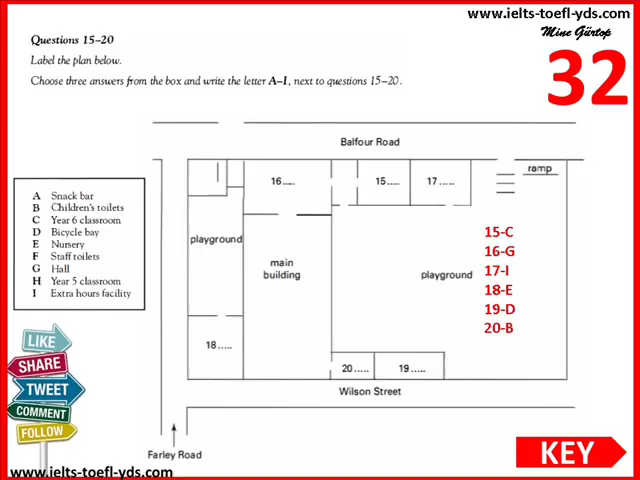 www.ielts-toefl-yds.com
Mine Gürtop
32
Questions 15–20
Label the plan below.
Choose three answers from the box and write the letter A–I, next to questions 15–20.
Balfour Road
ramp
16.....
15.....
17.....
A Snack bar
B Children's toilets
C Year 6 classroom
D Bicycle bay
E Nursery
F Staff toilets
G Hall
H Year 5 classroom
I Extra hours facility
playground
main
building
playground
15-C
16-G
17-I
18-E
19-D
20-B
18.....
20.....
19.....
Wilson Street
Farley Road
LIKE
SHARE
TWEET
COMMENT
FOLLOW
KEY
www.ielts-toefl-yds.com